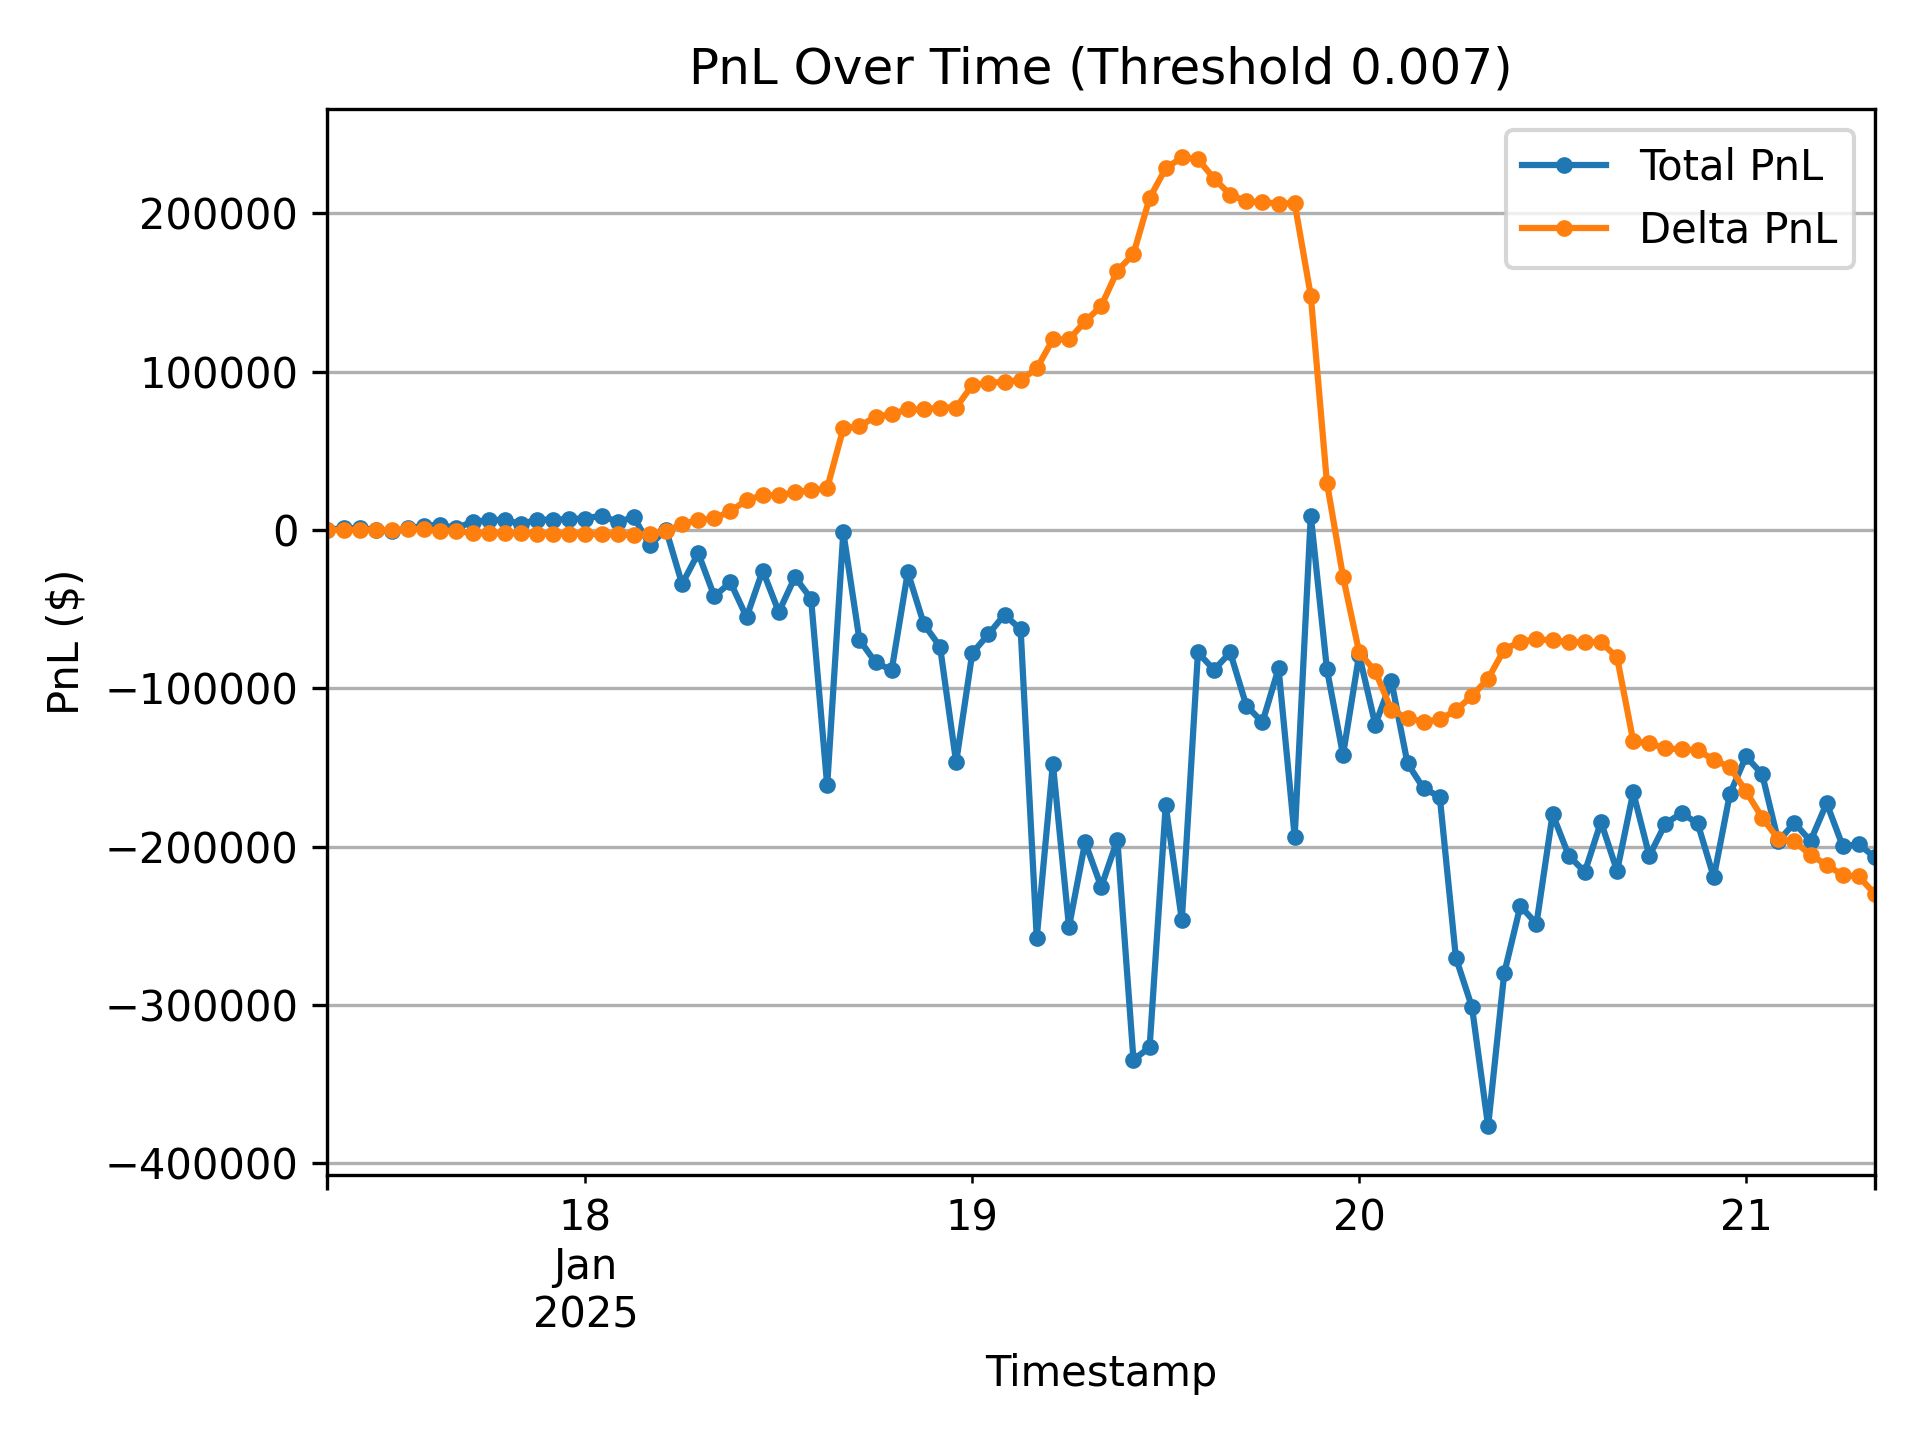 PnL Over Time (Threshold 0.007)
Total PnL
Delta PnL
200000
100000
0
−100000
−200000
−300000
−400000
PnL ($)
18
19
20
21
Jan
2025
Timestamp